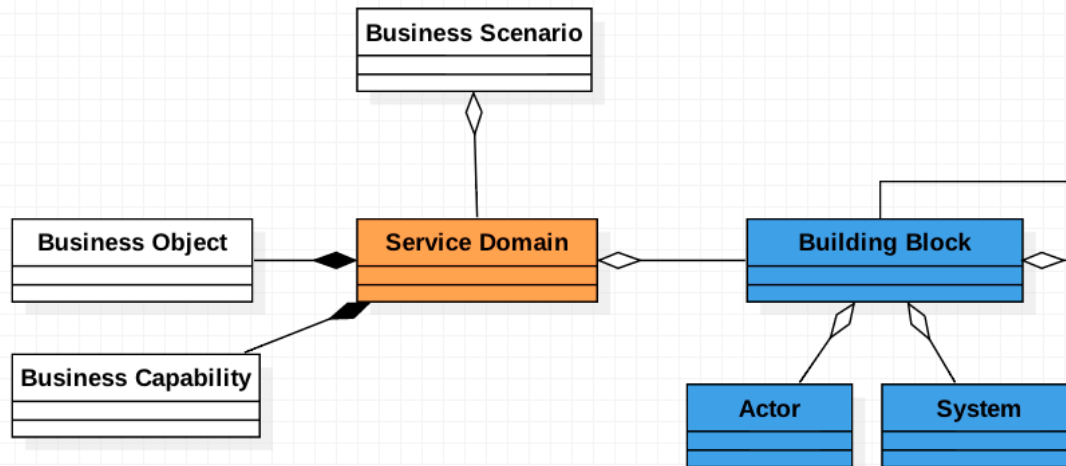 Business Scenario
Business Object
Service Domain
Building Block
Business Capability
Actor
System